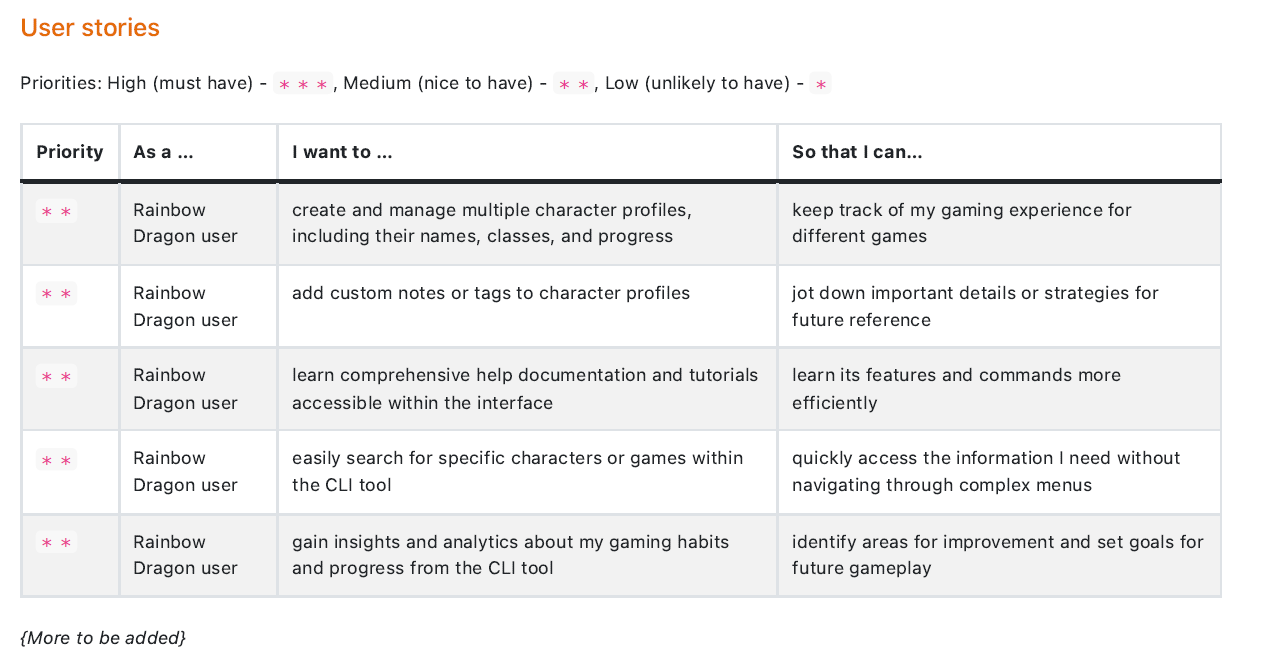 User stories
Priorities: High (must have) - * * *, Medium (nice to have) - * *, Low (unlikely to have) - *
Priority As a ... I want to ... So that I can...
* * Rainbow create and manage multiple character profiles, keep track of my gaming experience for
Dragon user including their names, classes, and progress different games
* * Rainbow add custom notes or tags to character profiles jot down important details or strategies for
Dragon user future reference
* * Rainbow learn comprehensive help documentation and tutorials learn its features and commands more
Dragon user accessible within the interface efficiently
* * Rainbow easily search for specific characters or games within quickly access the information I need without
Dragon user the CLI tool navigating through complex menus
* * Rainbow gain insights and analytics about my gaming habits identify areas for improvement and set goals for
Dragon user and progress from the CLI tool future gameplay
{More to be added}